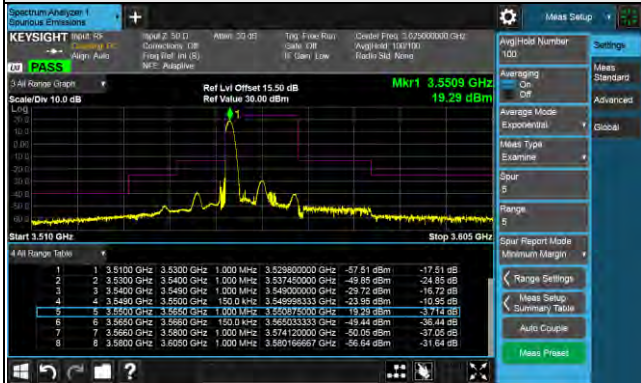 Spectrum Analyzer 1
Spurious Emissions
Meas Setup
KEYSIGHT Input: RF
Coupling: DC
Align: Auto
Input Z: 50 Ω
Corrections: Off
Freq Ref: Int (S)
NFE: Adaptive
Atten: 30 dB
Trig: Free Run
Gate: Off
IF Gain: Low
Center Freq: 3.625000000 GHz
Avg|Hold: 100/100
Radio Std: None
PASS
3 All Range Graph
Scale/Div 10.0 dB
Ref Lvl Offset 15.50 dB
Ref Value 30.00 dBm
Mkr1 3.5509 GHz
19.29 dBm
Log
1
Start 3.510 GHz
Stop 3.605 GHz
4 All Range Table
1 1 3.5100 GHz 3.5300 GHz 1.000 MHz 3.529800000 GHz -57.51 dBm -17.51 dB
2 2 3.5300 GHz 3.5400 GHz 1.000 MHz 3.537450000 GHz -49.85 dBm -24.85 dB
3 3 3.5400 GHz 3.5490 GHz 1.000 MHz 3.549000000 GHz -29.72 dBm -16.72 dB
4 4 3.5490 GHz 3.5500 GHz 150.0 kHz 3.549998333 GHz -23.95 dBm -10.95 dB
5 5 3.5500 GHz 3.5650 GHz 1.000 MHz 3.550875000 GHz 19.29 dBm -3.714 dB
6 6 3.5650 GHz 3.5660 GHz 150.0 kHz 3.565033333 GHz -49.44 dBm -36.44 dB
7 7 3.5660 GHz 3.5800 GHz 1.000 MHz 3.574120000 GHz -50.05 dBm -37.05 dB
8 8 3.5800 GHz 3.6050 GHz 1.000 MHz 3.580166667 GHz -56.64 dBm -31.64 dB
Avg|Hold Number
100
Averaging
On
Off
Average Mode
Exponential
Meas Type
Examine
Spur
5
Range
5
Spur Report Mode
Minimum Margin
Range Settings
Meas Setup
Summary Table
Auto Couple
Meas Preset
Settings
Meas
Standard
Advanced
Global
?